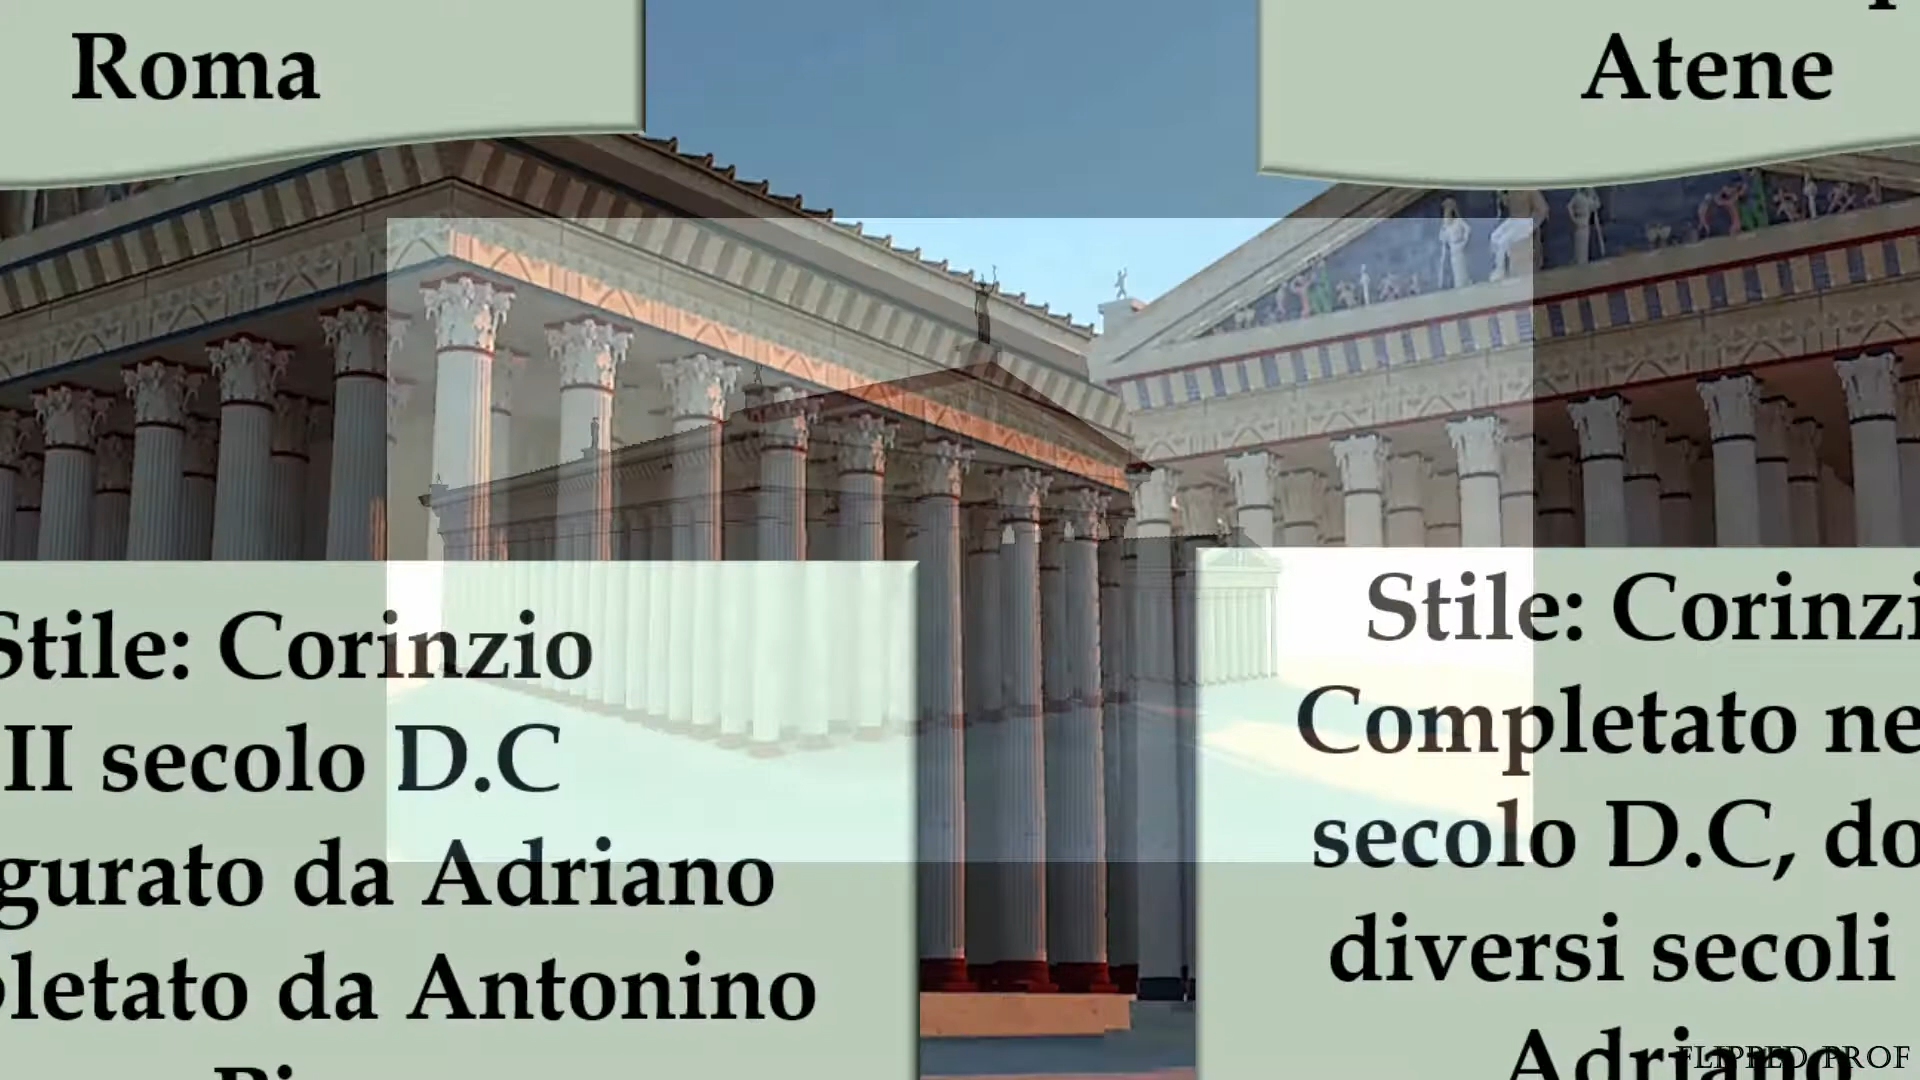 Roma
Atene
Stile: Corinzio
II secolo D.C
gurato da Adriano
pletato da Antonino
Stile: Corinzi
Completato ne
secolo D.C, do
diversi secoli
Adriano
FLIPPED PROF